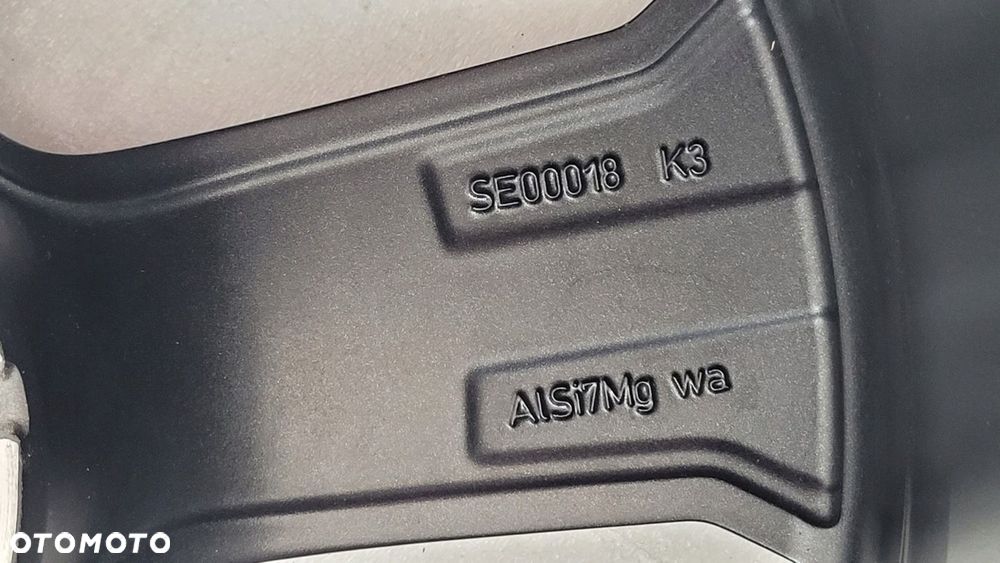 SE00018 K3
AlSi7Mg wa
OTOMOTO